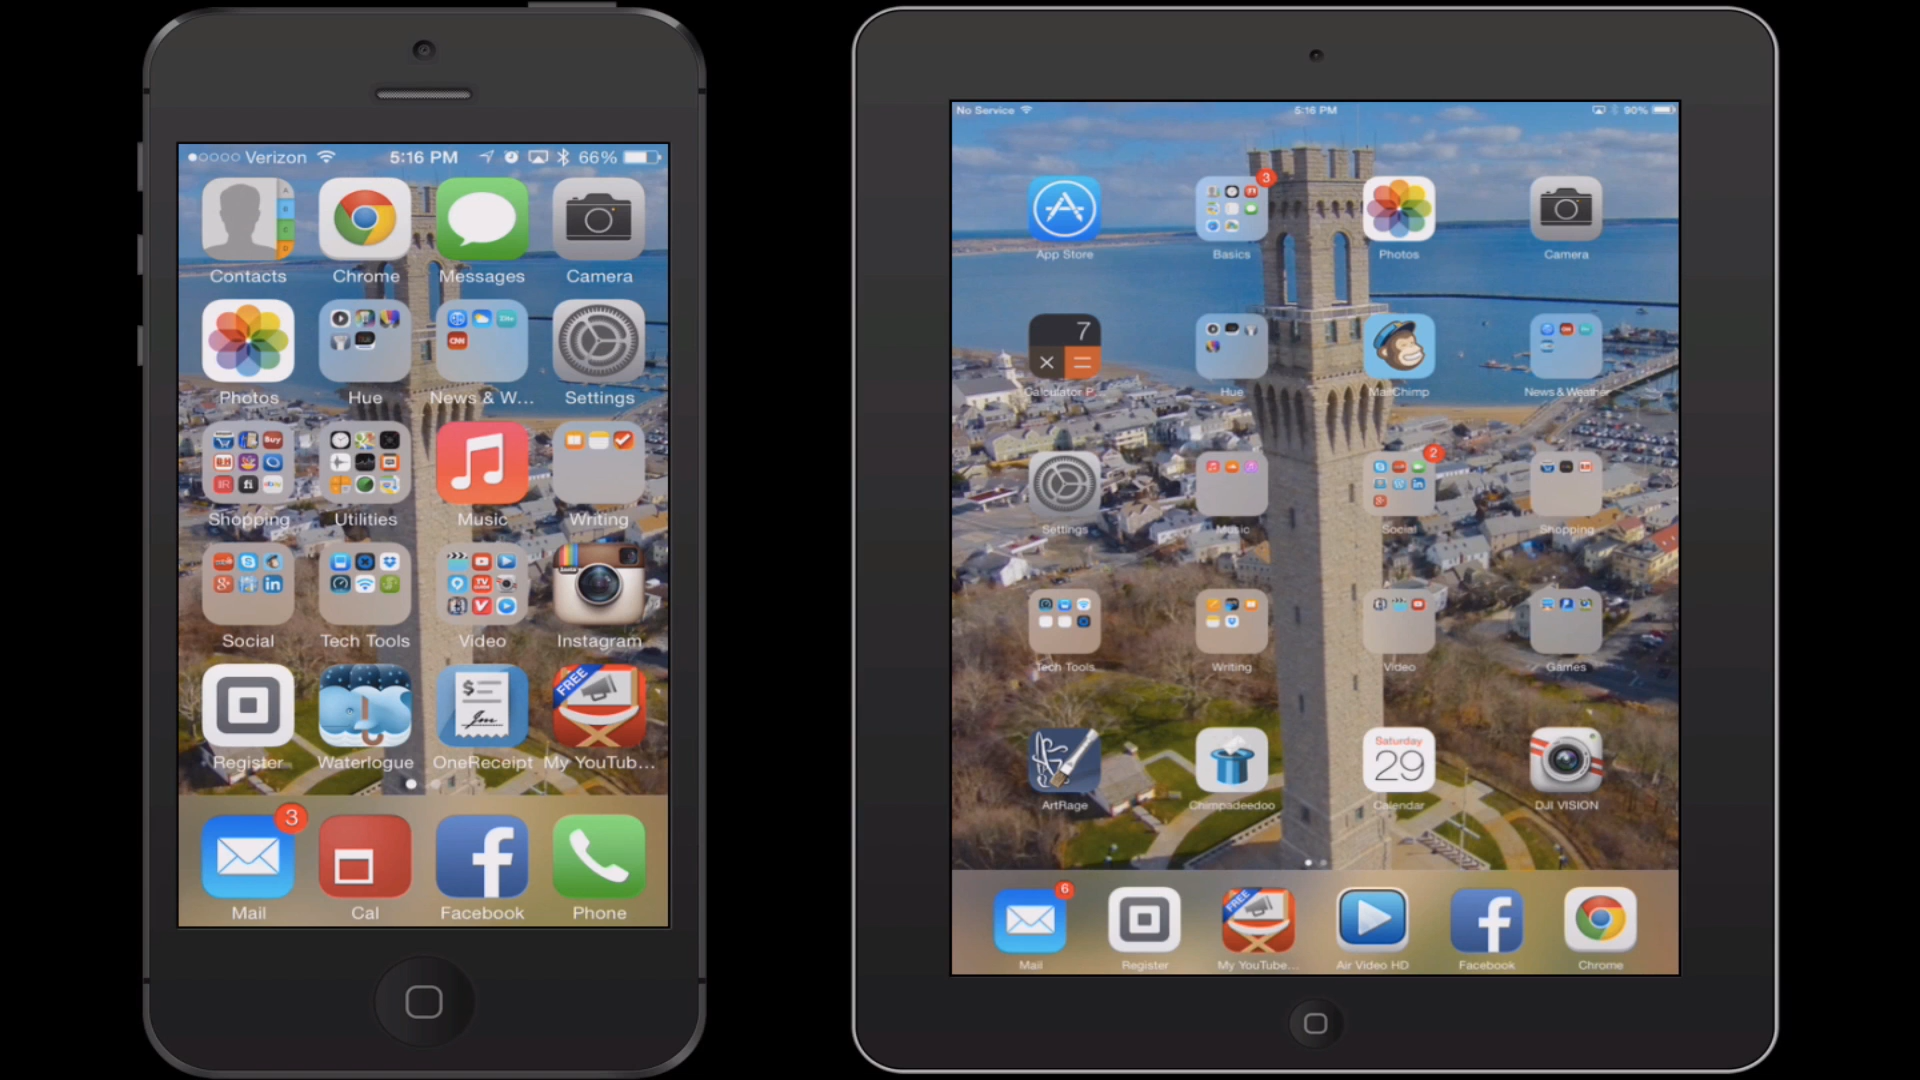 Verizon 5:16 PM 66%
Contacts Chrome Messages Camera
Photos Hue News & W... Settings
Shopping Utilities Music Writing
Social Tech Tools Video Instagram
Register Waterlogue OneReceipt My YouTub...
FREE
3
Mail Cal Facebook Phone
No Service 5:16 PM 90%
3
App Store Basics Photos Camera
7
Calculator P... Hue MailChimp News & Weather
2
Settings Music Social Shopping
Tech Tools Writing Video Games
Saturday
29
ArtRage Chimpadeedoo Calendar DJI VISION
6
FREE
Mail Register My YouTube... Air Video HD Facebook Chrome